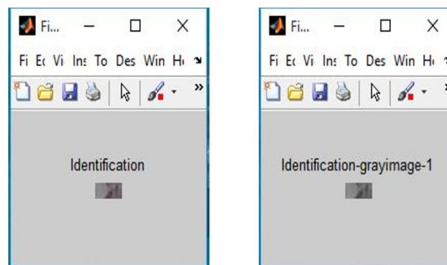 Fi...
Fi Ec Vi Ins To Des Win He
Identification
Fi...
Fi Ec Vi Ins To Des Win He
Identification-grayimage-1